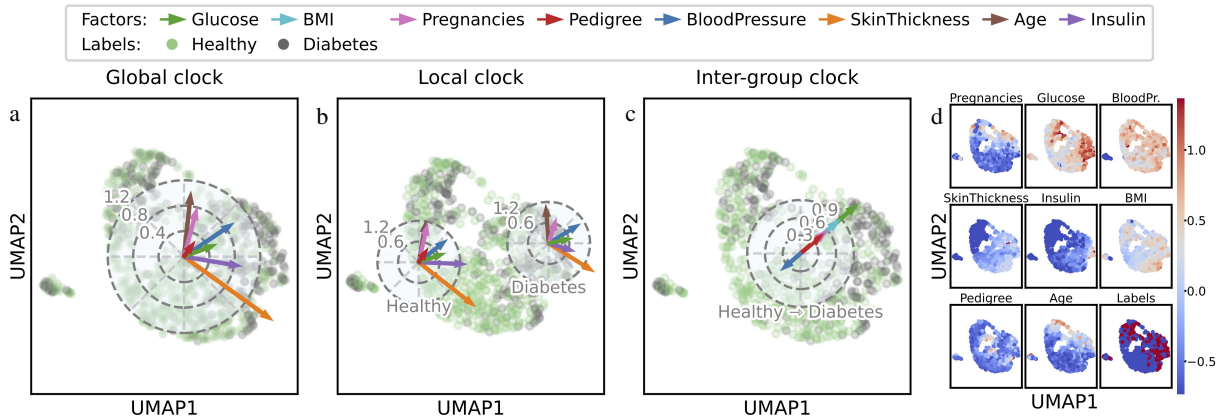 Factors: Glucose BMI Pregnancies Pedigree BloodPressure SkinThickness Age Insulin
Labels: Healthy Diabetes
Global clock
Local clock
Inter-group clock
a
1.2
0.8
0.4
UMAP2
UMAP1
b
1.2
0.6
Healthy
1.2
0.6
Diabetes
UMAP2
UMAP1
c
0.9
0.6
0.3
Healthy → Diabetes
UMAP2
UMAP1
d
Pregnancies Glucose BloodPr.
SkinThickness Insulin BMI
Pedigree Age Labels
UMAP2
UMAP1
1.0
0.5
0.0
−0.5